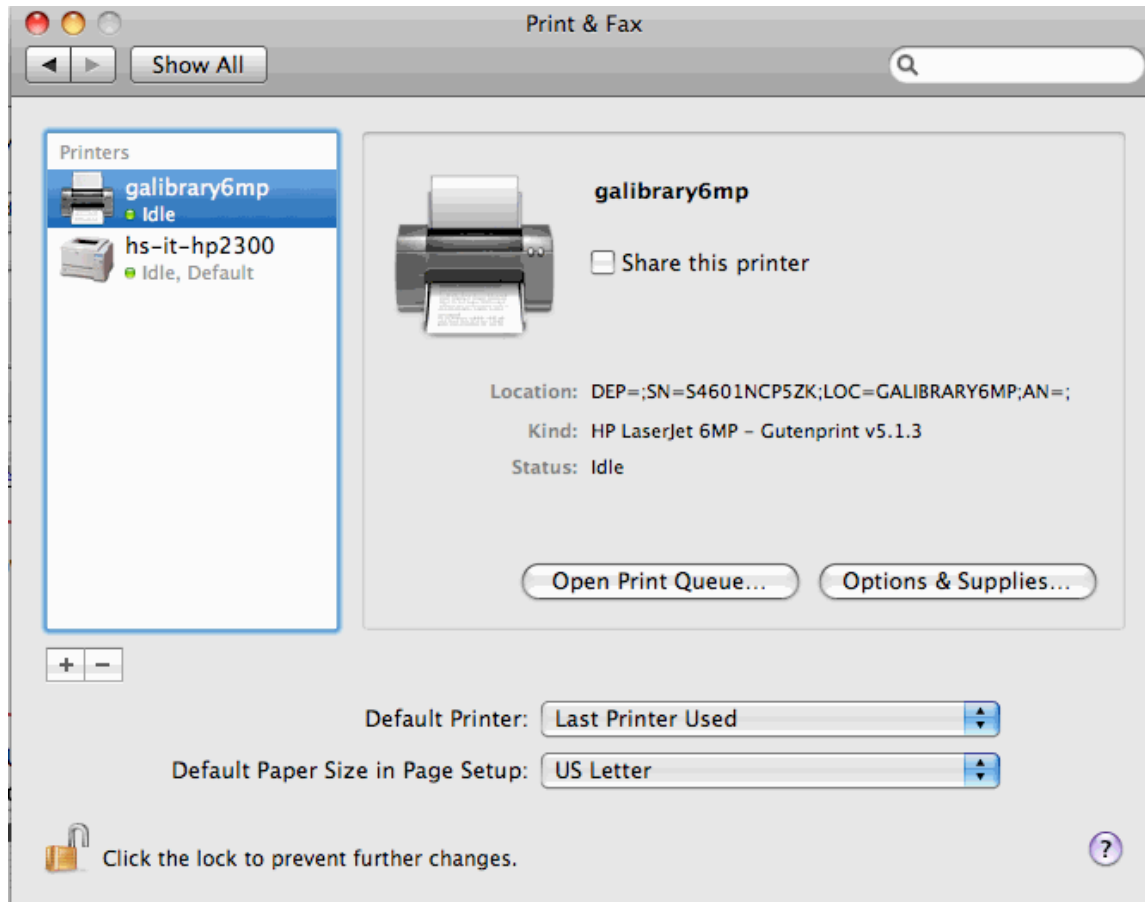 Print & Fax
Show All
Printers
galibrary6mp
Idle
hs-it-hp2300
Idle, Default
galibrary6mp
Share this printer
Location: DEP=;SN=S4601NCP5ZK;LOC=GALIBRARY6MP;AN=;
Kind: HP LaserJet 6MP – Gutenprint v5.1.3
Status: Idle
Open Print Queue... Options & Supplies...
+ −
Default Printer: Last Printer Used
Default Paper Size in Page Setup: US Letter
Click the lock to prevent further changes. ?